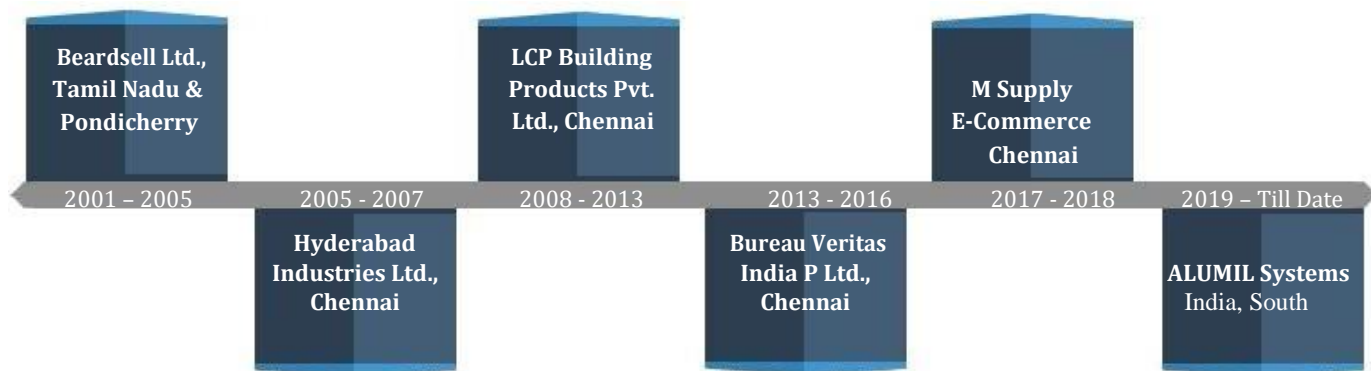 Beardsell Ltd.,
Tamil Nadu &
Pondicherry
LCP Building
Products Pvt.
Ltd., Chennai
M Supply
E-Commerce
Chennai
2001 – 2005
2005 - 2007
2008 - 2013
2013 - 2016
2017 - 2018
2019 – Till Date
Hyderabad
Industries Ltd.,
Chennai
Bureau Veritas
India P Ltd.,
Chennai
ALUMIL Systems
India, South